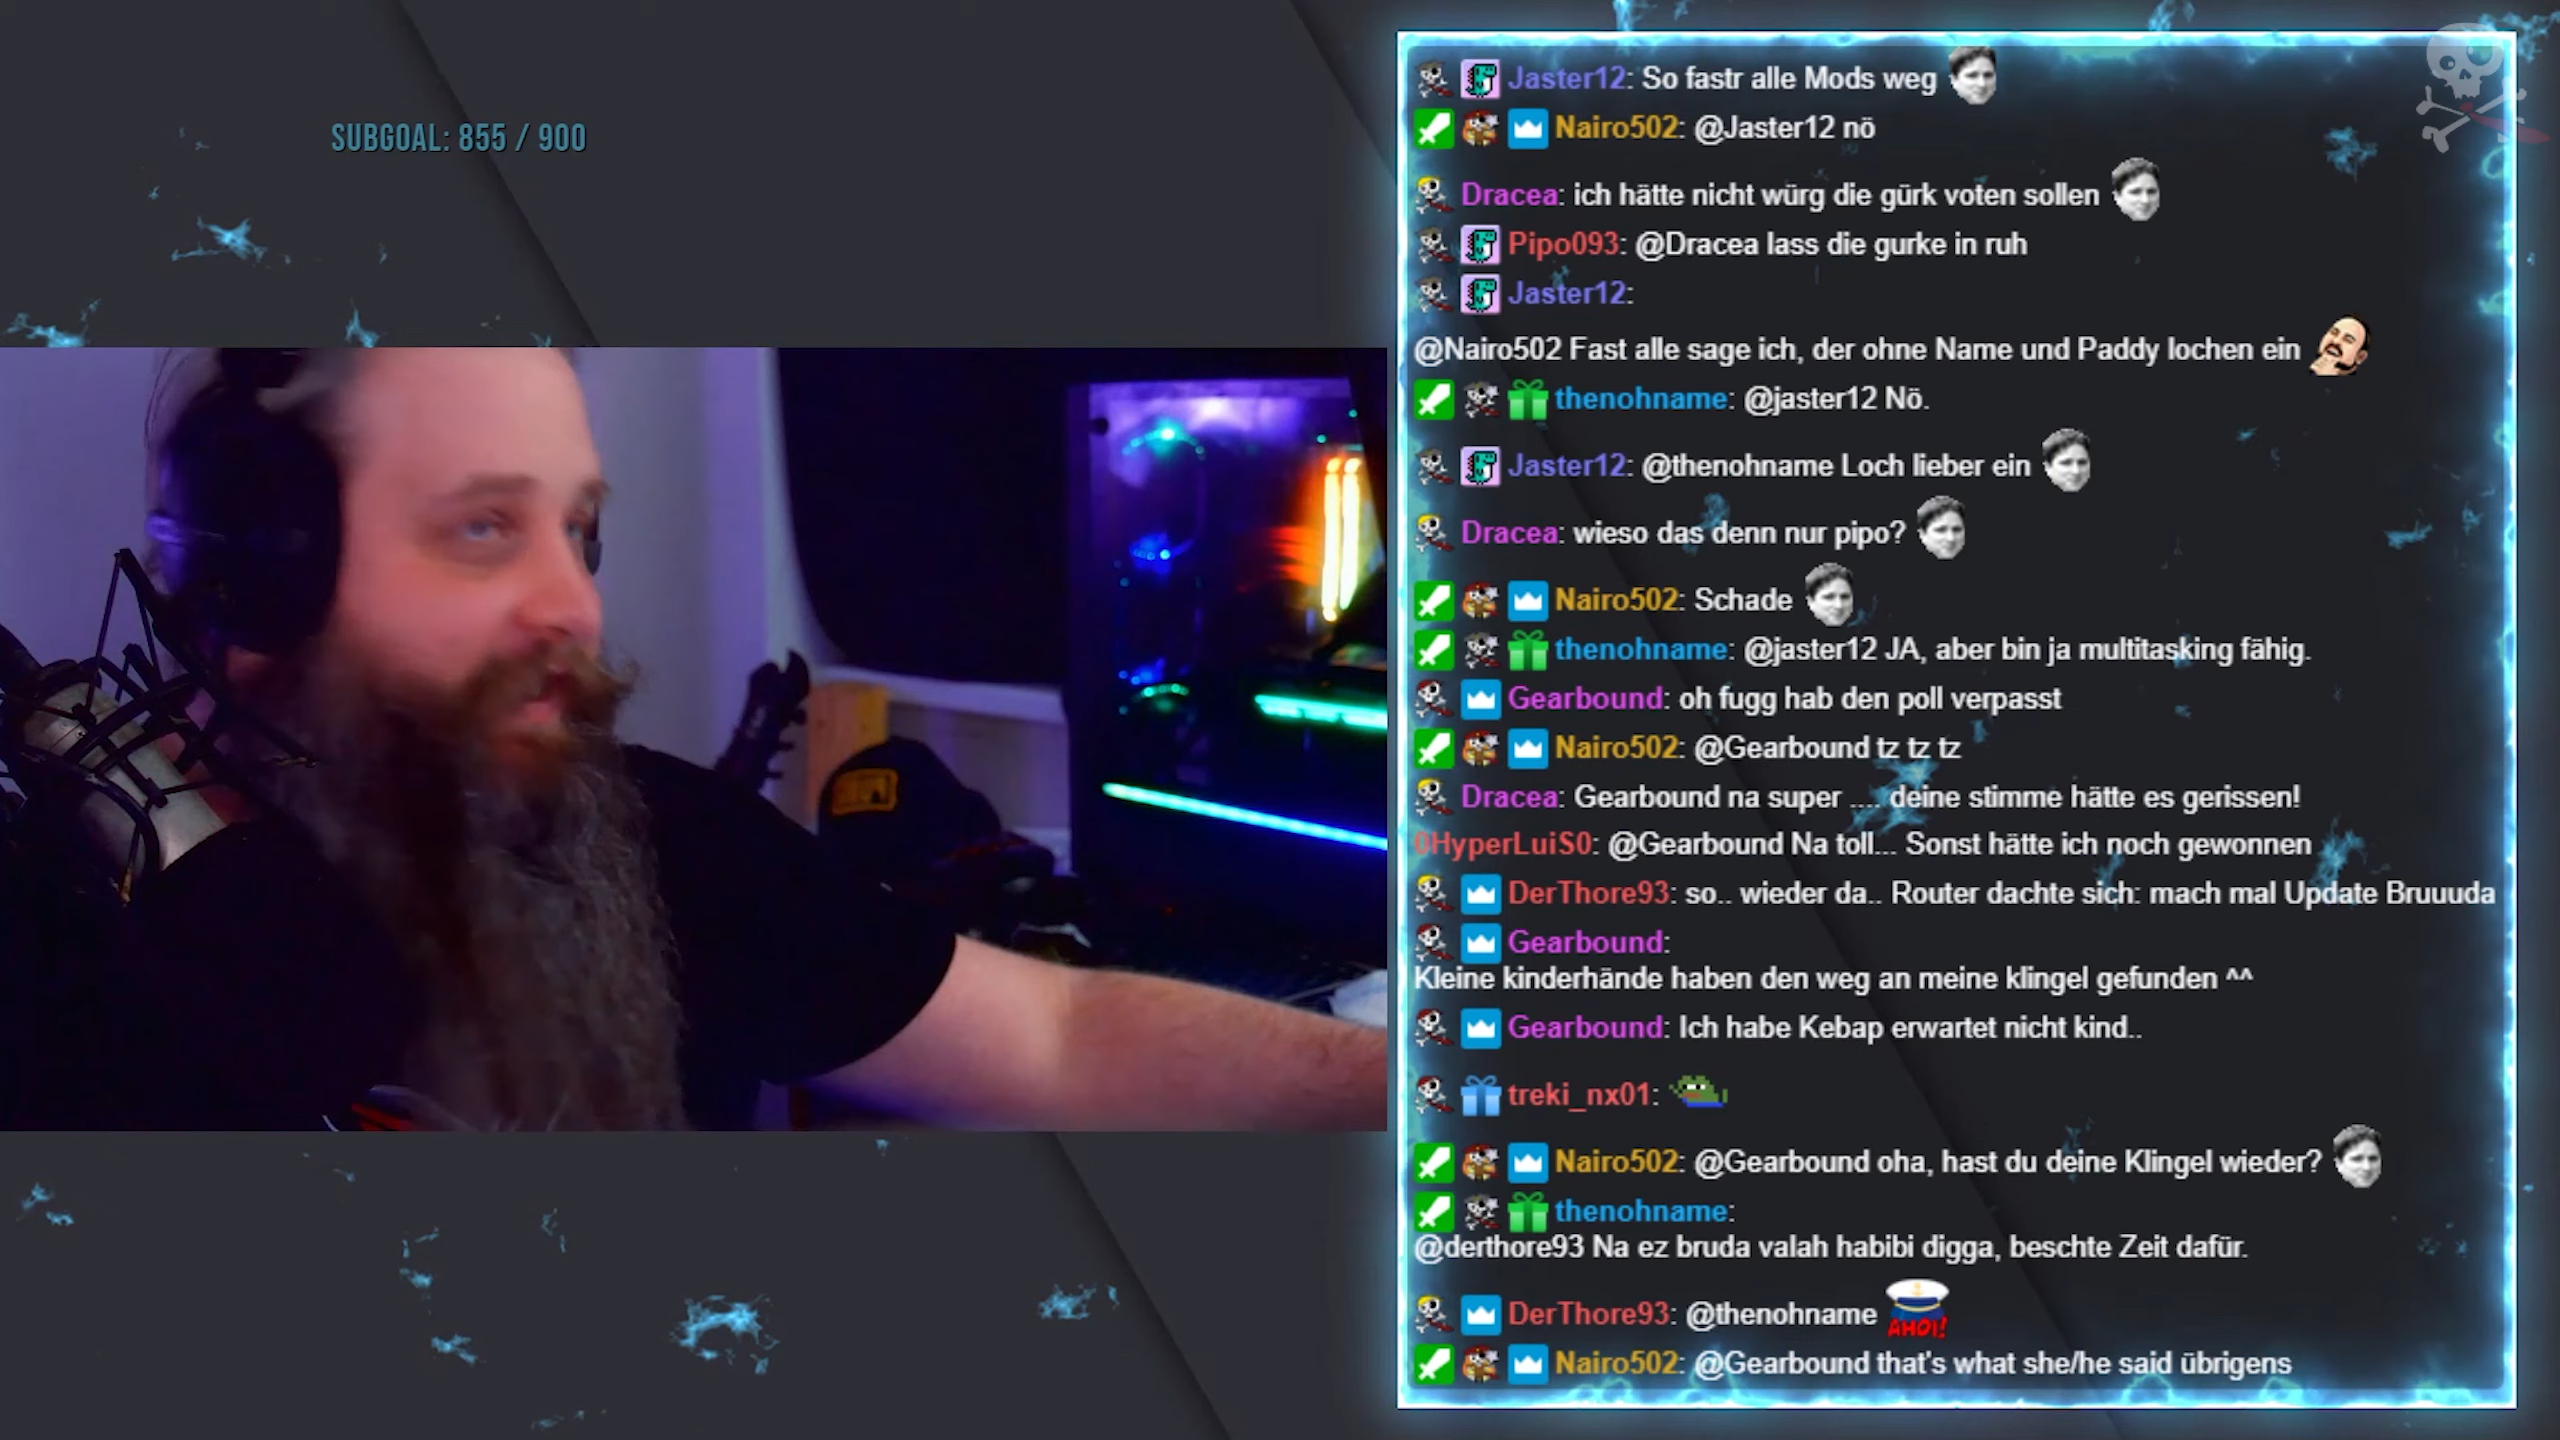 SUBGOAL: 855 / 900
Jaster12: So fastr alle Mods weg
Nairo502: @Jaster12 nö
Dracea: ich hätte nicht würg die gürk voten sollen
Pipo093: @Dracea lass die gurke in ruh
Jaster12:
@Nairo502 Fast alle sage ich, der ohne Name und Paddy lochen ein
thenohname: @jaster12 Nö.
Jaster12: @thenohname Loch lieber ein
Dracea: wieso das denn nur pipo?
Nairo502: Schade
thenohname: @jaster12 JA, aber bin ja multitasking fähig.
Gearbound: oh fugg hab den poll verpasst
Nairo502: @Gearbound tz tz tz
Dracea: Gearbound na super .... deine stimme hätte es gerissen!
0HyperLuiS0: @Gearbound Na toll... Sonst hätte ich noch gewonnen
DerThore93: so.. wieder da.. Router dachte sich: mach mal Update Bruuuda
Gearbound:
Kleine kinderhände haben den weg an meine klingel gefunden ^^
Gearbound: Ich habe Kebap erwartet nicht kind..
treki_nx01:
Nairo502: @Gearbound oha, hast du deine Klingel wieder?
thenohname:
@derthore93 Na ez bruda valah habibi digga, beschte Zeit dafür.
DerThore93: @thenohname AHOI!
Nairo502: @Gearbound that's what she/he said übrigens